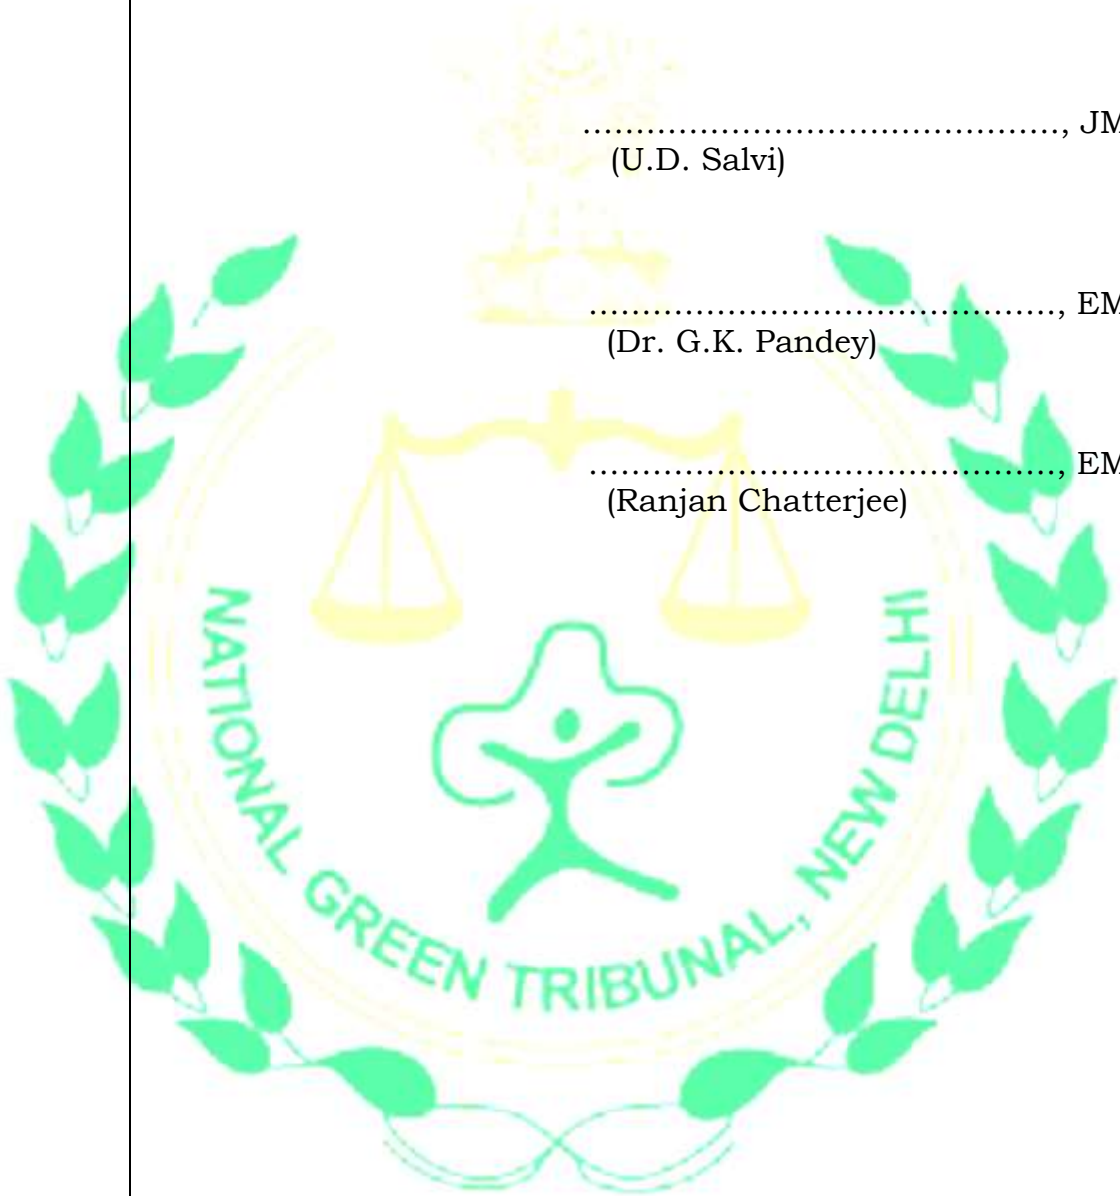 ............................................, JM
(U.D. Salvi)
............................................, EM
(Dr. G.K. Pandey)
............................................, EM
(Ranjan Chatterjee)
NATIONAL GREEN TRIBUNAL, NEW DELHI